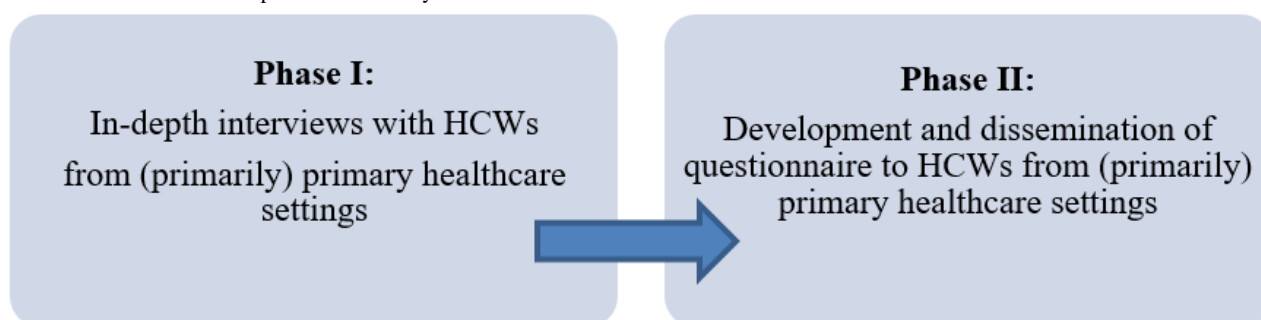 Phase I:
In-depth interviews with HCWs
from (primarily) primary healthcare
settings
Phase II:
Development and dissemination of
questionnaire to HCWs from (primarily)
primary healthcare settings